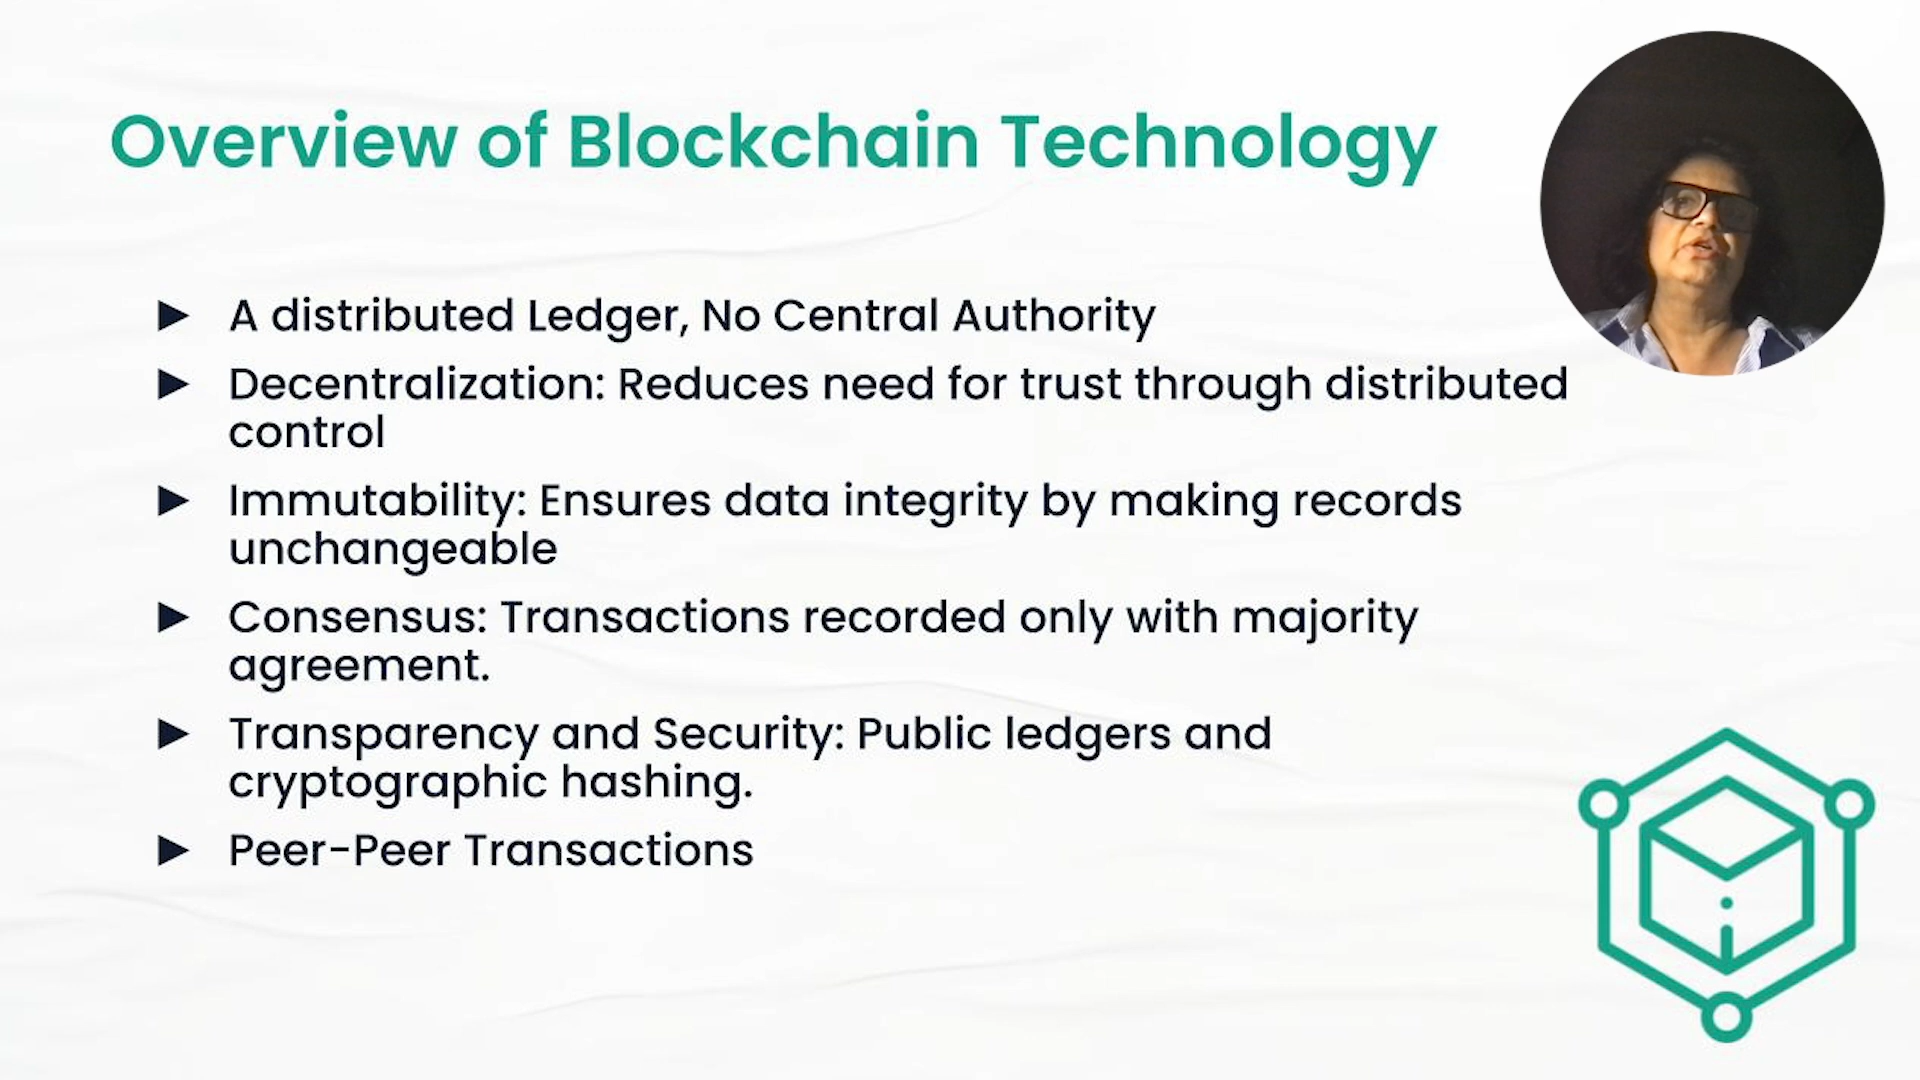 Overview of Blockchain Technology
► A distributed Ledger, No Central Authority
► Decentralization: Reduces need for trust through distributed
control
► Immutability: Ensures data integrity by making records
unchangeable
► Consensus: Transactions recorded only with majority
agreement.
► Transparency and Security: Public ledgers and
cryptographic hashing.
► Peer-Peer Transactions